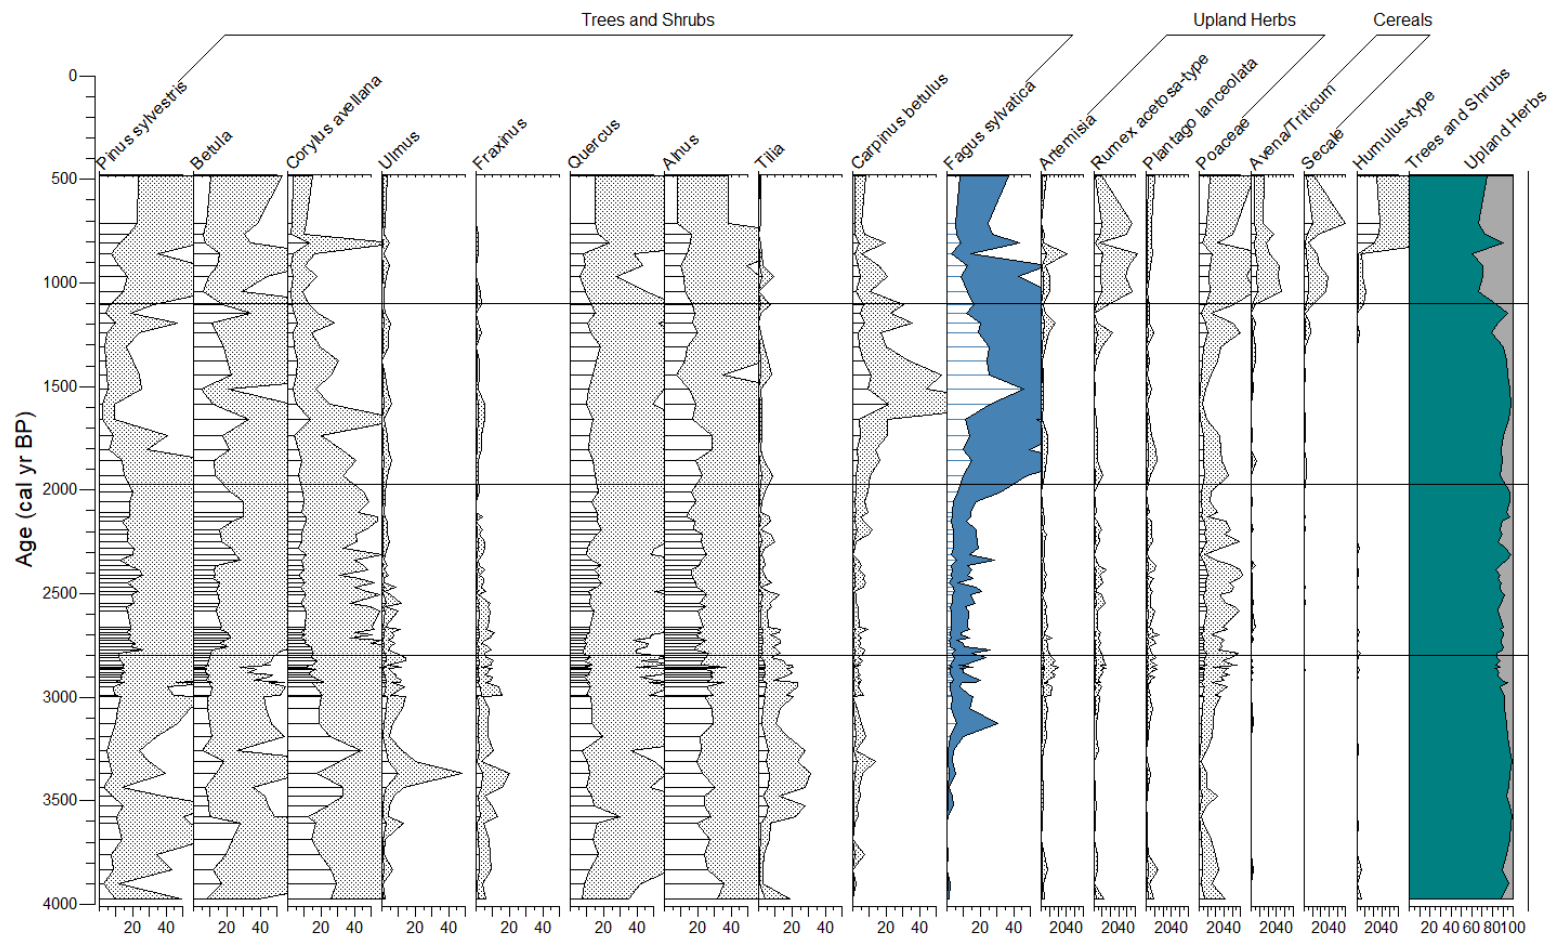 Trees and Shrubs
Upland Herbs
Cereals
Pinus sylvestris
Betula
Corylus avellana
Ulmus
Fraxinus
Quercus
Alnus
Tilia
Carpinus betulus
Fagus sylvatica
Artemisia
Rumex acetosa-type
Plantago lanceolata
Poaceae
Avena/Triticum
Secale
Humulus-type
Trees and Shrubs
Upland Herbs
Age (cal yr BP)
0
500
1000
1500
2000
2500
3000
3500
4000
20 40 20 40 20 40 20 40 20 40 20 40 20 40 20 40 20 40 20 40 2040 2040 2040 2040 2040 2040 2040 20 40 60 80100